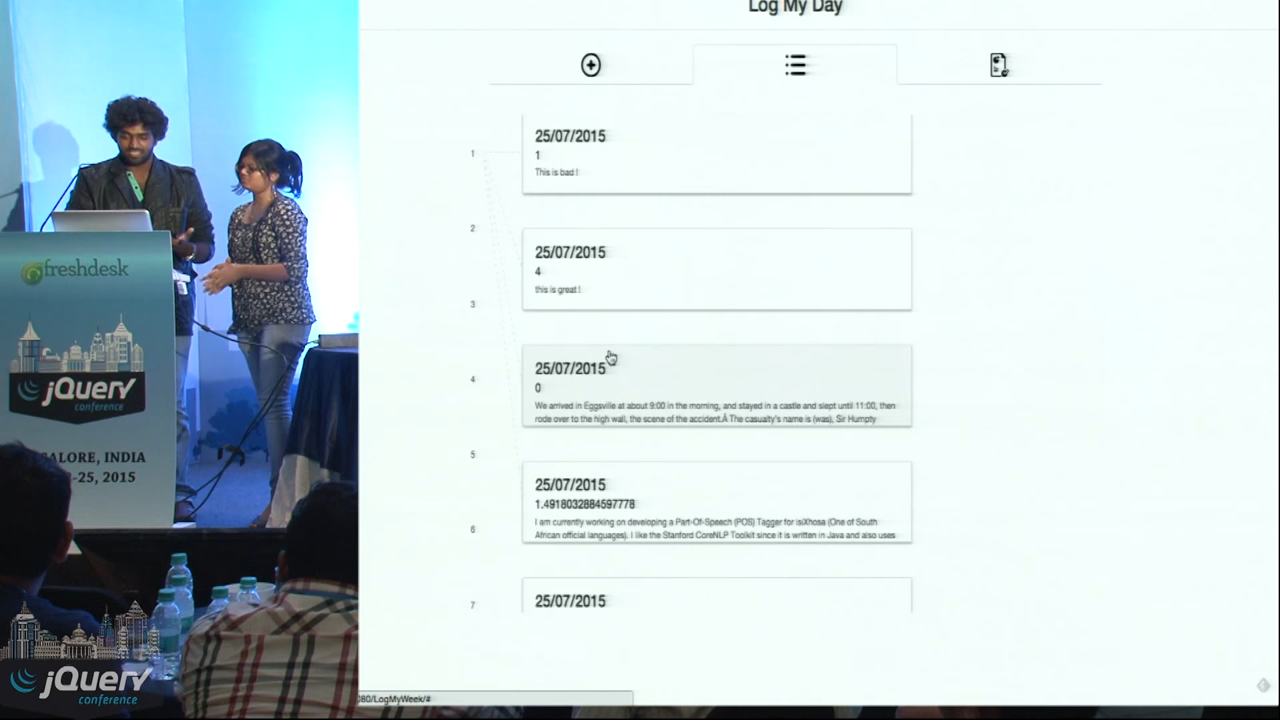 Log My Day
1
25/07/2015
1
This is bad !
2
25/07/2015
4
this is great !
3
4
25/07/2015
0
We arrived in Eggsville at about 9:00 in the morning, and stayed in a castle and slept until 11:00, then
rode over to the high wall, the scene of the accident.Â The casualty's name is (was), Sir Humpty
5
25/07/2015
1.4918032884597778
I am currently working on developing a Part-Of-Speech (POS) Tagger for isiXhosa (One of South
African official languages). I like the Stanford CoreNLP Toolkit since it is written in Java and also uses
6
7
25/07/2015
80/LogMyWeek/#
freshdesk
jQuery
conference
ALORE, INDIA
-25, 2015
jQuery
conference